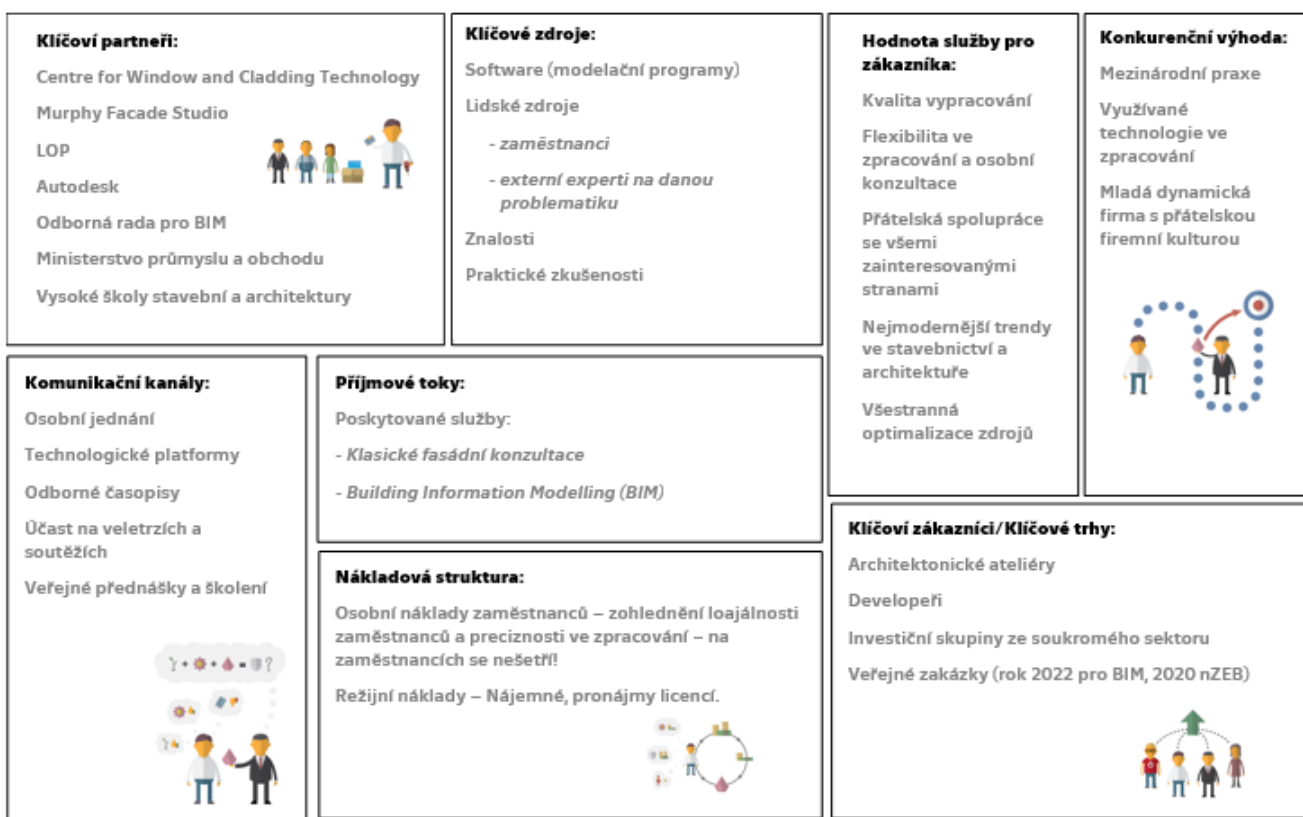 Klíčoví partneři:
Centre for Window and Cladding Technology
Murphy Facade Studio
LOP
Autodesk
Odborná rada pro BIM
Ministerstvo průmyslu a obchodu
Vysoké školy stavební a architektury
Klíčové zdroje:
Software (modelační programy)
Lidské zdroje
- zaměstnanci
- externí experti na danou
problematiku
Znalosti
Praktické zkušenosti
Hodnota služby pro
zákazníka:
Kvalita vypracování
Flexibilita ve
zpracování a osobní
konzultace
Přátelská spolupráce
se všemi
zainteresovanými
stranami
Nejmodernější trendy
ve stavebnictví a
architektuře
Všestranná
optimalizace zdrojů
Konkurenční výhoda:
Mezinárodní praxe
Využívané
technologie ve
zpracování
Mladá dynamická
firma s přátelskou
firemní kulturou
Komunikační kanály:
Osobní jednání
Technologické platformy
Odborné časopisy
Účast na veletrzích a
soutěžích
Veřejné přednášky a školení
Příjmové toky:
Poskytované služby:
- Klasické fasádní konzultace
- Building Information Modelling (BIM)
Nákladová struktura:
Osobní náklady zaměstnanců – zohlednění loajálnosti
zaměstnanců a preciznosti ve zpracování – na
zaměstnancích se nešetří!
Režijní náklady – Nájemné, pronájmy licencí.
Klíčoví zákazníci/Klíčové trhy:
Architektonické ateliéry
Developeři
Investiční skupiny ze soukromého sektoru
Veřejné zakázky (rok 2022 pro BIM, 2020 nZEB)